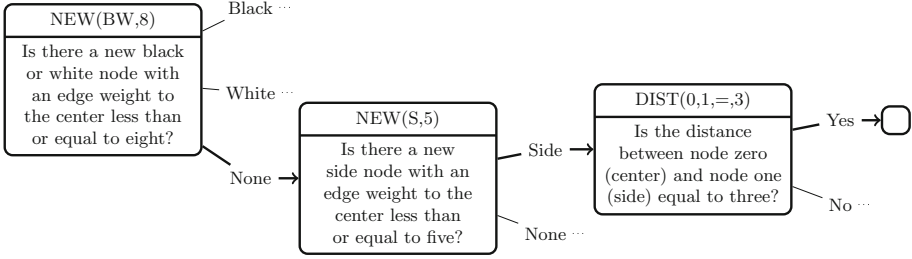 NEW(BW,8)
Is there a new black
or white node with
an edge weight to
the center less than
or equal to eight?
Black ...
White ...
None
NEW(S,5)
Is there a new
side node with an
edge weight to the
center less than
or equal to five?
Side
None ...
DIST(0,1,=,3)
Is the distance
between node zero
(center) and node one
(side) equal to three?
Yes
No ...